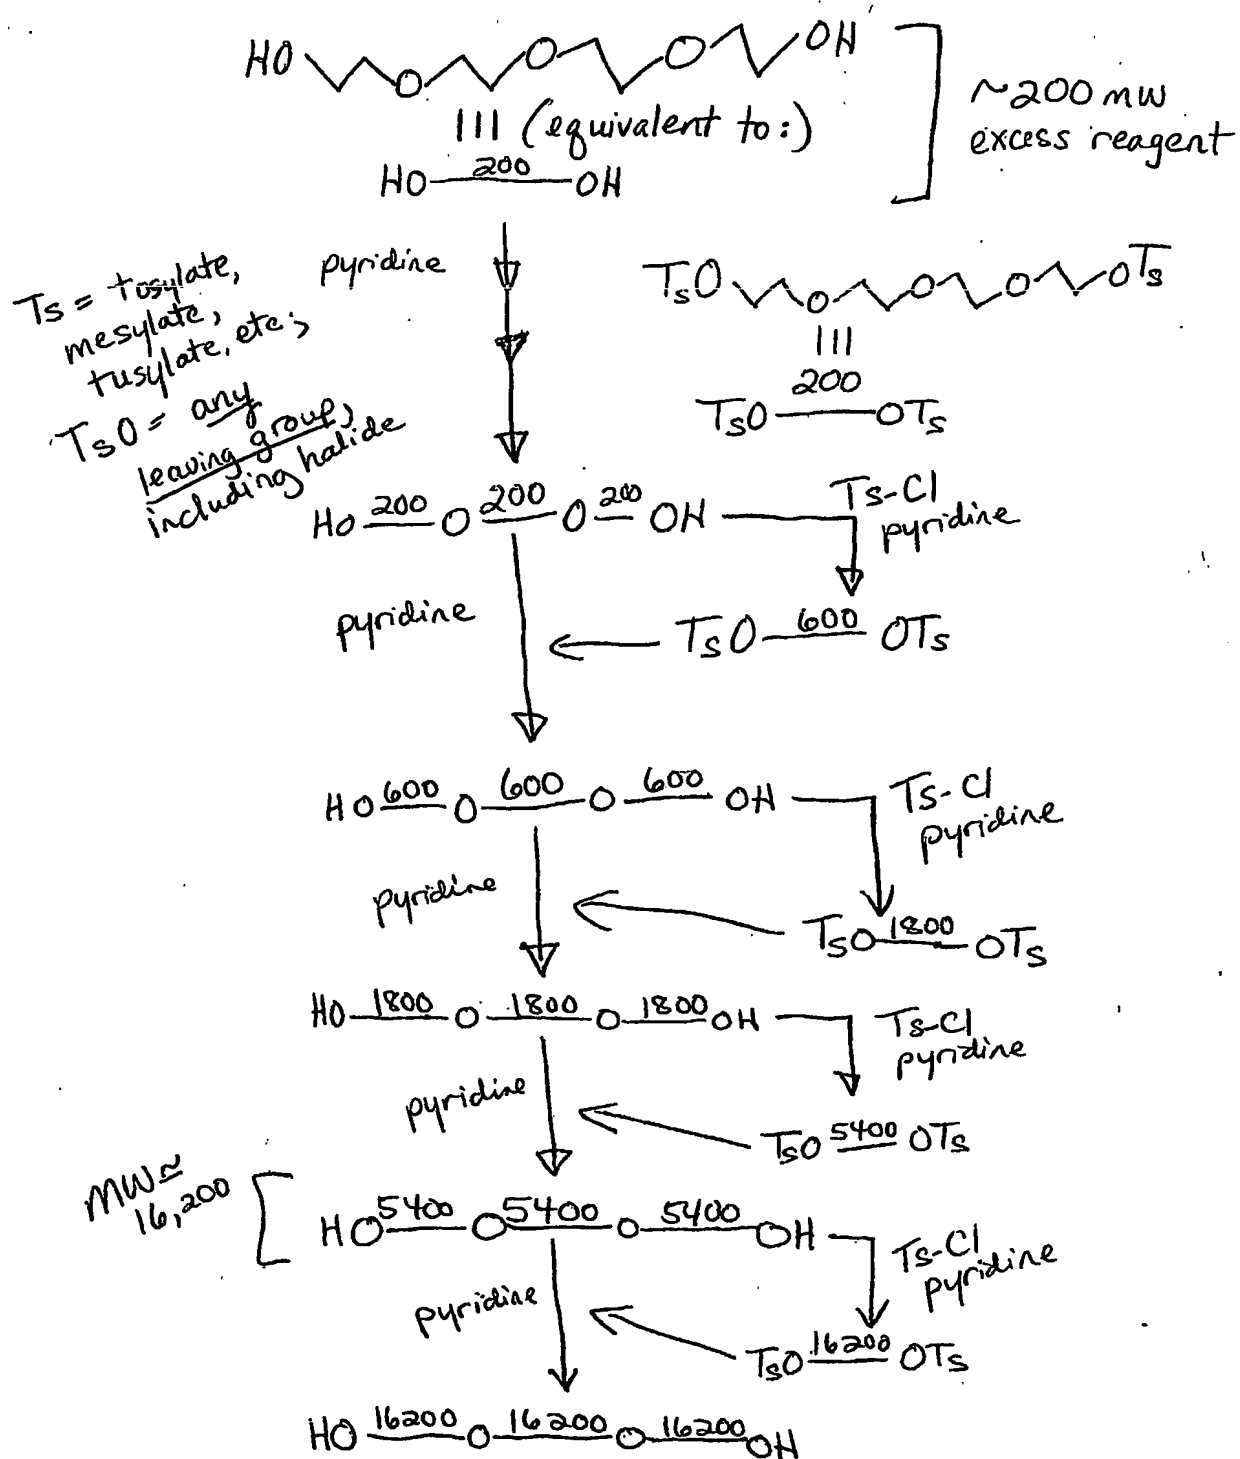 HO O O O OH
||| (equivalent to:)
HO 200 OH
~200 mw
excess reagent
pyridine
Ts = tosylate,
mesylate,
tusylate, etc;
TsO = any
leaving group,
including halide
TsO O O O OTs
|||
200
TsO OTs
HO 200 O 200 O 200 OH
Ts-Cl
pyridine
pyridine
TsO 600 OTs
HO 600 O 600 O 600 OH
Ts-Cl
pyridine
pyridine
TsO 1800 OTs
HO 1800 O 1800 O 1800 OH
Ts-Cl
pyridine
pyridine
TsO 5400 OTs
MW≃
16,200
HO 5400 O 5400 O 5400 OH
Ts-Cl
pyridine
pyridine
TsO 16200 OTs
HO 16200 O 16200 O 16200 OH